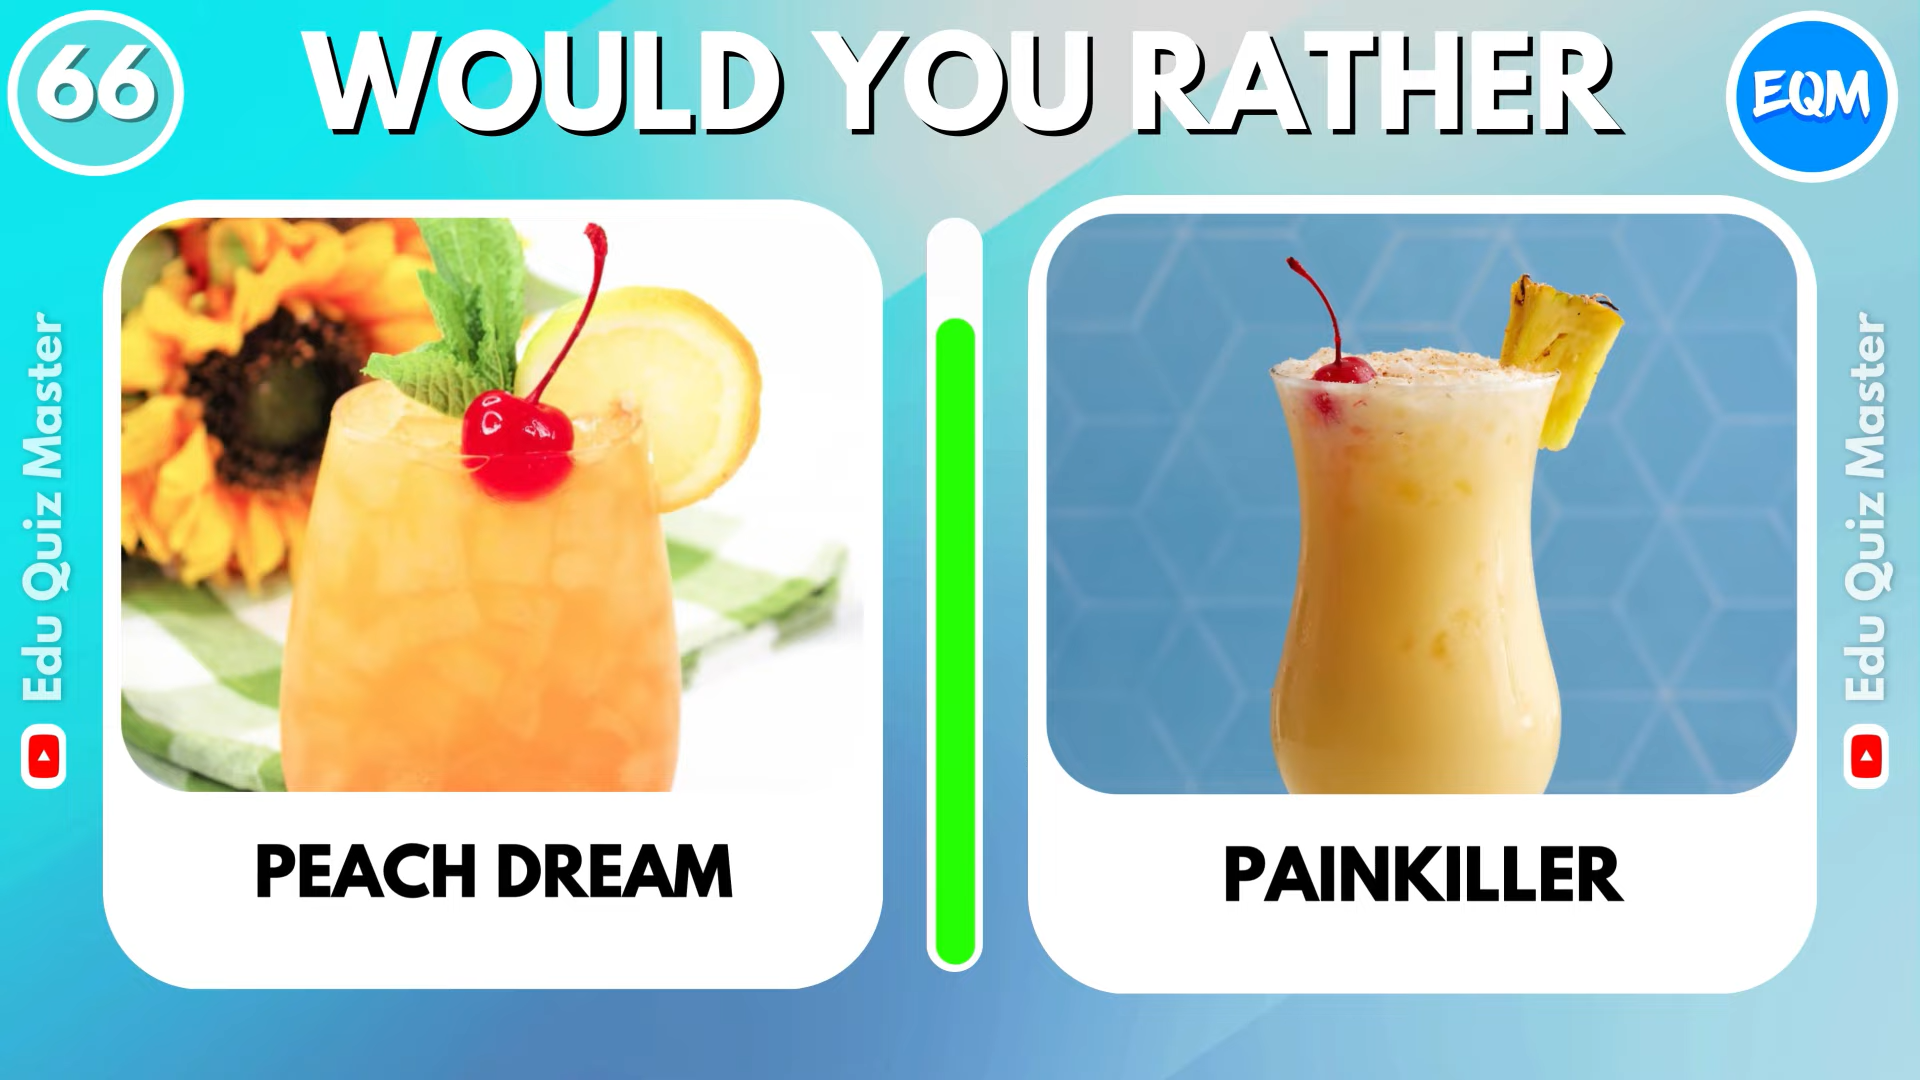 66
WOULD YOU RATHER
EQM
Edu Quiz Master
PEACH DREAM
PAINKILLER
Edu Quiz Master